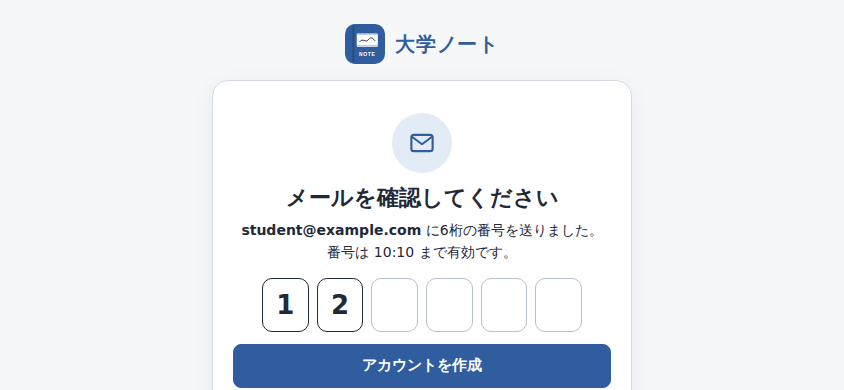 NOTE
大学ノート
メールを確認してください
student@example.com に6桁の番号を送りました。
番号は 10:10 まで有効です。
1 2
アカウントを作成